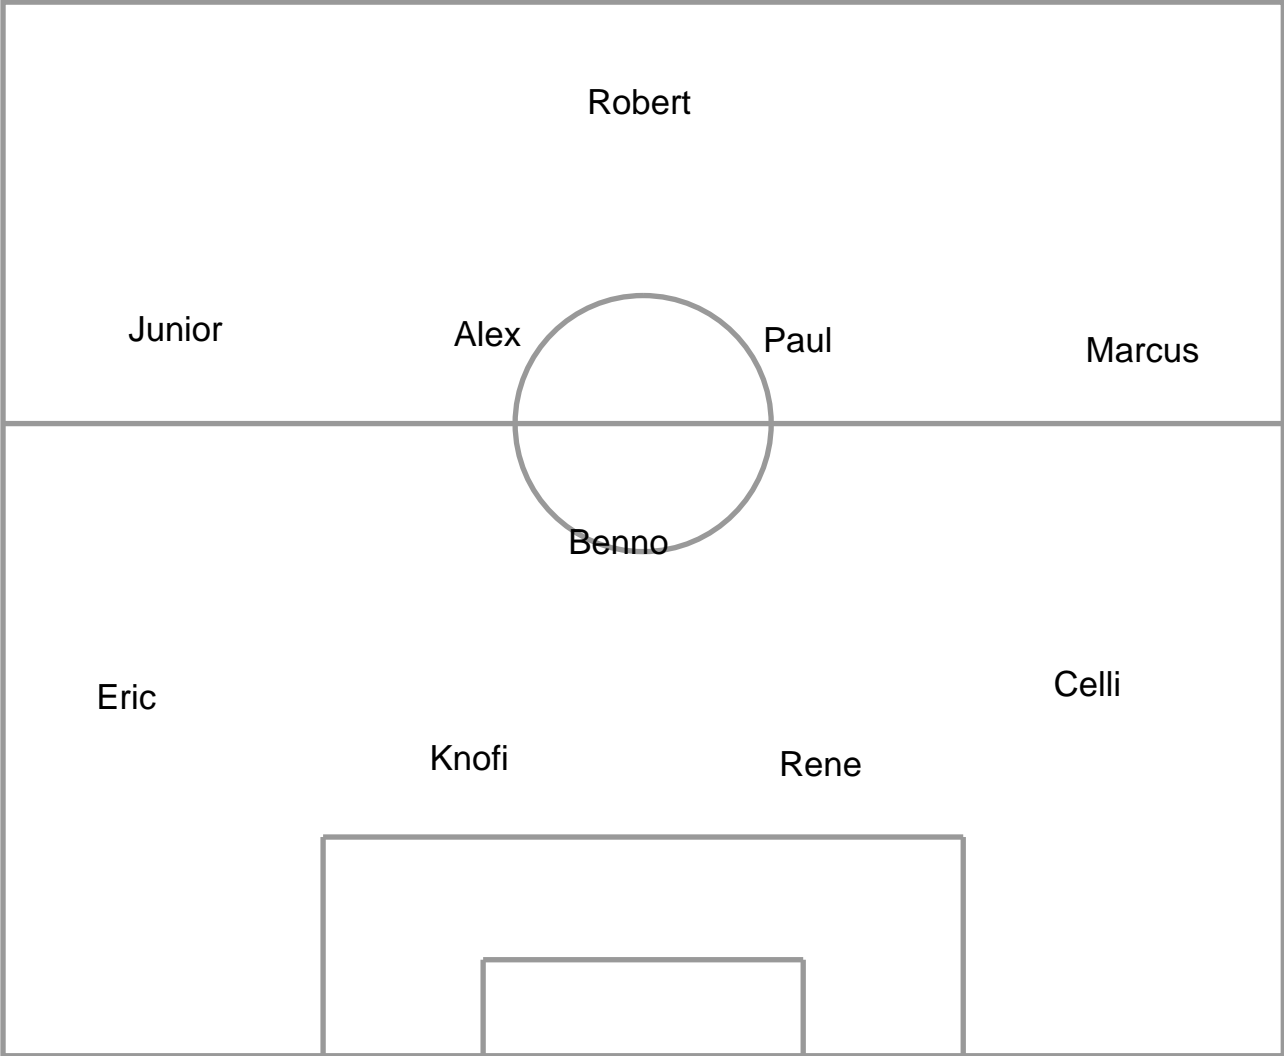 Robert
Junior
Alex
Paul
Marcus
Benno
Eric
Celli
Knofi
Rene